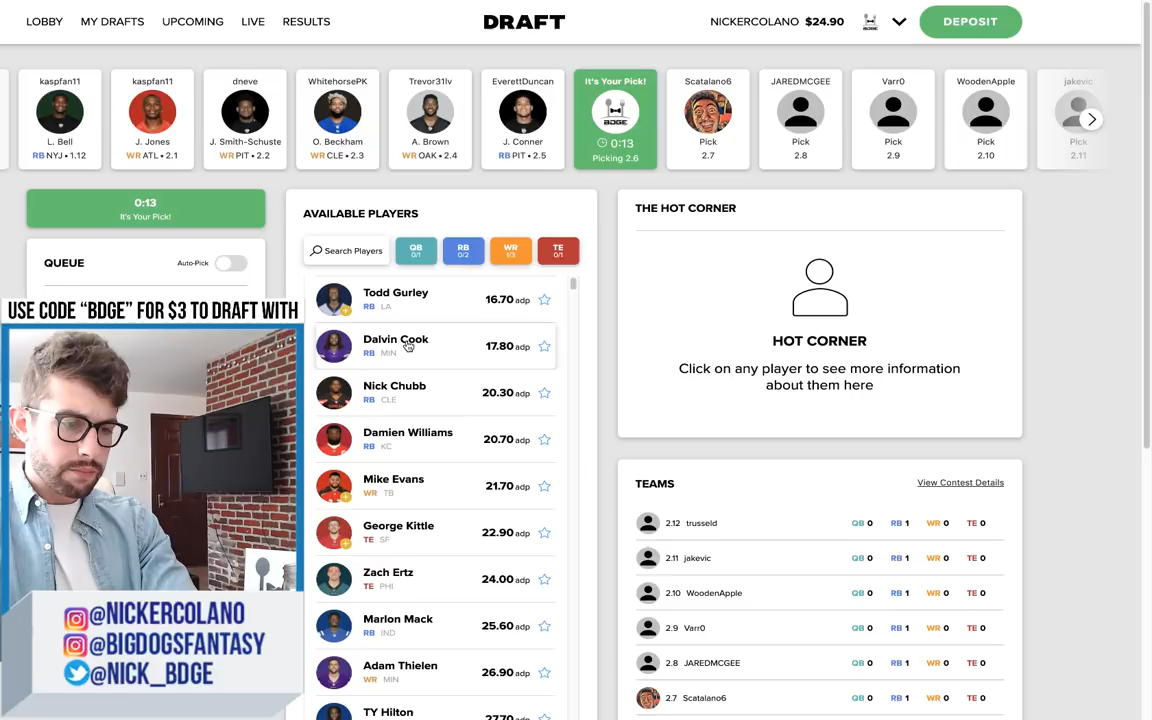 LOBBY MY DRAFTS UPCOMING LIVE RESULTS DRAFT NICKERCOLANO $24.90 BDGE DEPOSIT
kaspfan11 kaspfan11 dneve WhitehorsePK Trevor31lv EverettDuncan It's Your Pick! Scatalano6 JAREDMCGEE Varr0 WoodenApple jakevic
BDGE
L. Bell J. Jones J. Smith-Schuste O. Beckham A. Brown J. Conner 0:13 Pick Pick Pick Pick Pick
RB NYJ • 1.12 WR ATL • 2.1 WR PIT • 2.2 WR CLE • 2.3 WR OAK • 2.4 RB PIT • 2.5 Picking 2.6 2.7 2.8 2.9 2.10 2.11
0:13
It's Your Pick!
QUEUE Auto-Pick
AVAILABLE PLAYERS
Search Players
QB 0/1
RB 0/2
WR 1/3
TE 0/1
Todd Gurley 16.70 adp
RB LA
Dalvin Cook 17.80 adp
RB MIN
Nick Chubb 20.30 adp
RB CLE
Damien Williams 20.70 adp
RB KC
Mike Evans 21.70 adp
WR TB
George Kittle 22.90 adp
TE SF
Zach Ertz 24.00 adp
TE PHI
Marlon Mack 25.60 adp
RB IND
Adam Thielen 26.90 adp
WR MIN
TY Hilton 27.70 adp
THE HOT CORNER
HOT CORNER
Click on any player to see more information
about them here
TEAMS View Contest Details
2.12 trusseld QB 0 RB 1 WR 0 TE 0
2.11 jakevic QB 0 RB 1 WR 0 TE 0
2.10 WoodenApple QB 0 RB 1 WR 0 TE 0
2.9 Varr0 QB 0 RB 1 WR 0 TE 0
2.8 JAREDMCGEE QB 0 RB 1 WR 0 TE 0
2.7 Scatalano6 QB 0 RB 1 WR 0 TE 0
USE CODE “BDGE” FOR $3 TO DRAFT WITH
@NICKERCOLANO
@BIGDOGSFANTASY
@NICK_BDGE